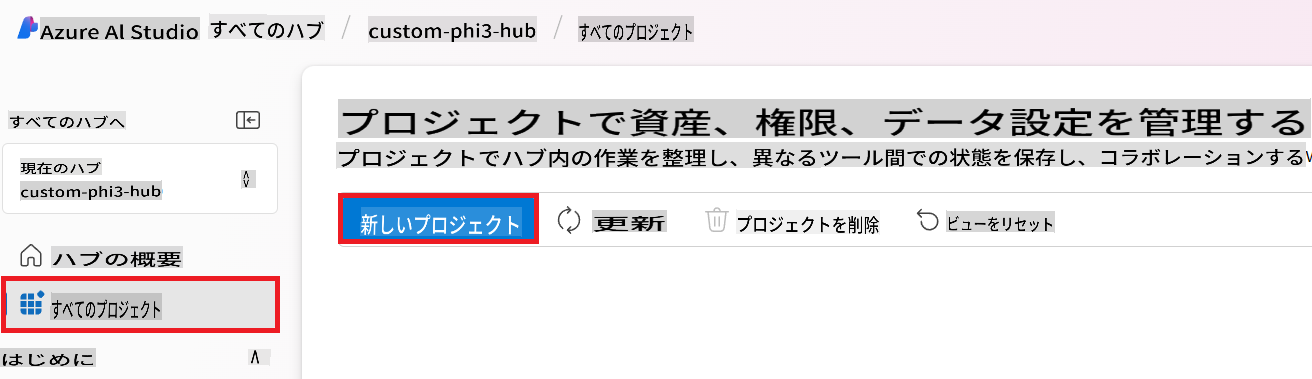 Azure AI Studio すべてのハブ / custom-phi3-hub / すべてのプロジェクト
すべてのハブへ
現在のハブ
custom-phi3-hub
ハブの概要
すべてのプロジェクト
はじめに
プロジェクトで資産、権限、データ設定を管理する
プロジェクトでハブ内の作業を整理し、異なるツール間での状態を保存し、コラボレーションする
新しいプロジェクト 更新 プロジェクトを削除 ビューをリセット